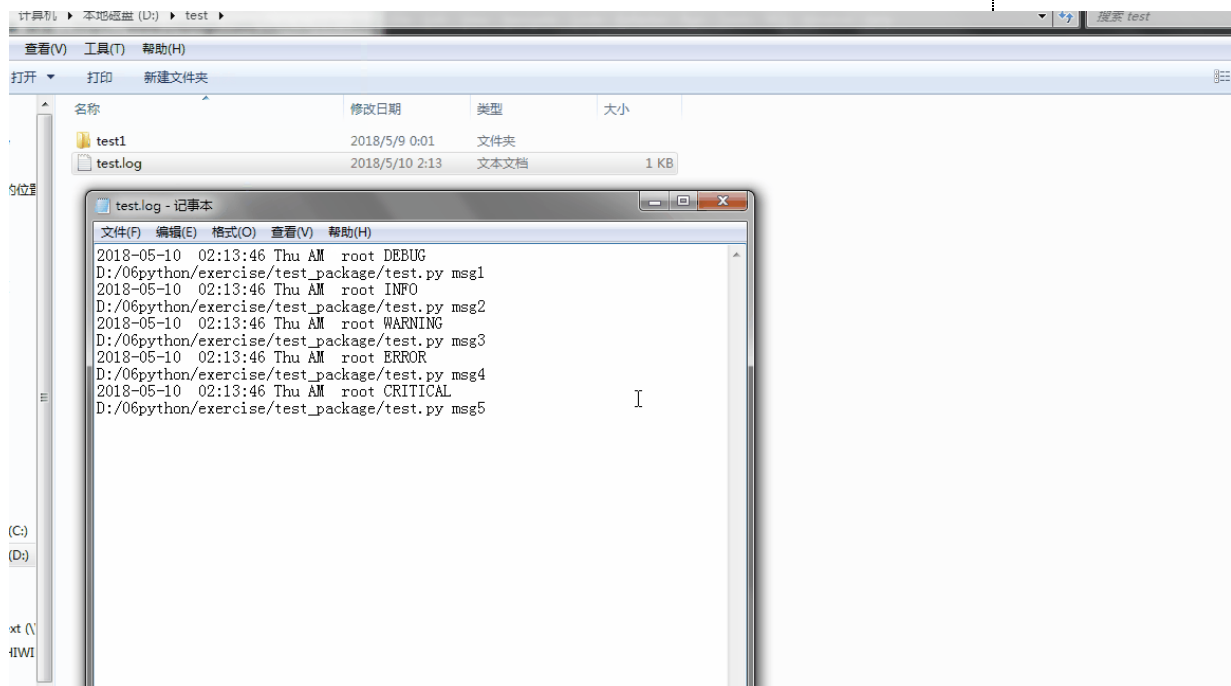 计算机 ▸ 本地磁盘 (D:) ▸ test ▸
搜索 test
查看(V) 工具(T) 帮助(H)
打开 打印 新建文件夹
名称 修改日期 类型 大小
test1 2018/5/9 0:01 文件夹
test.log 2018/5/10 2:13 文本文档 1 KB
的位置
test.log - 记事本
文件(F) 编辑(E) 格式(O) 查看(V) 帮助(H)
2018-05-10  02:13:46 Thu AM  root DEBUG
D:/06python/exercise/test_package/test.py msg1
2018-05-10  02:13:46 Thu AM  root INFO
D:/06python/exercise/test_package/test.py msg2
2018-05-10  02:13:46 Thu AM  root WARNING
D:/06python/exercise/test_package/test.py msg3
2018-05-10  02:13:46 Thu AM  root ERROR
D:/06python/exercise/test_package/test.py msg4
2018-05-10  02:13:46 Thu AM  root CRITICAL
D:/06python/exercise/test_package/test.py msg5
(C:)
(D:)